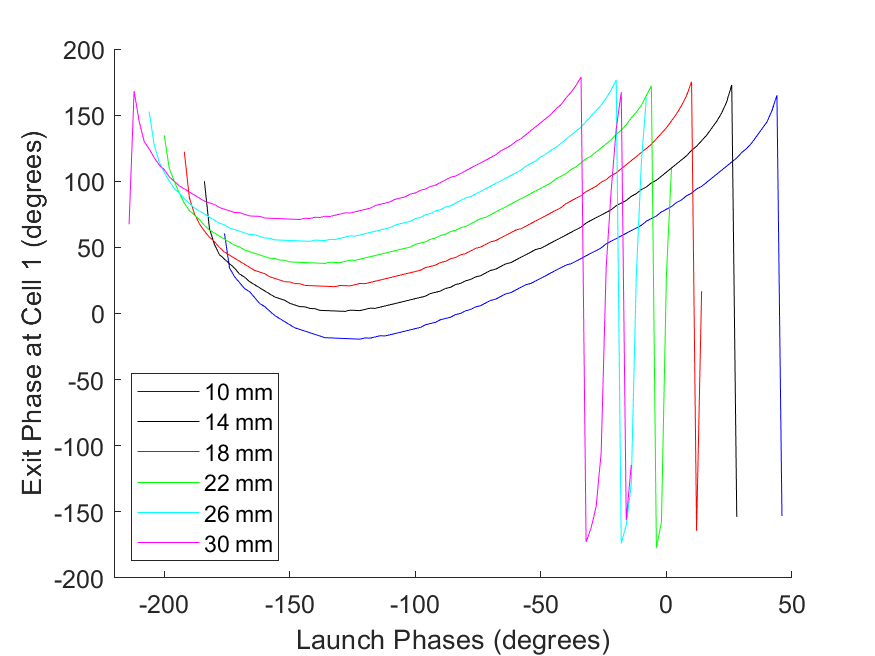 200
150
100
50
0
-50
-100
-150
-200
Exit Phase at Cell 1 (degrees)
10 mm
14 mm
18 mm
22 mm
26 mm
30 mm
-200 -150 -100 -50 0 50
Launch Phases (degrees)